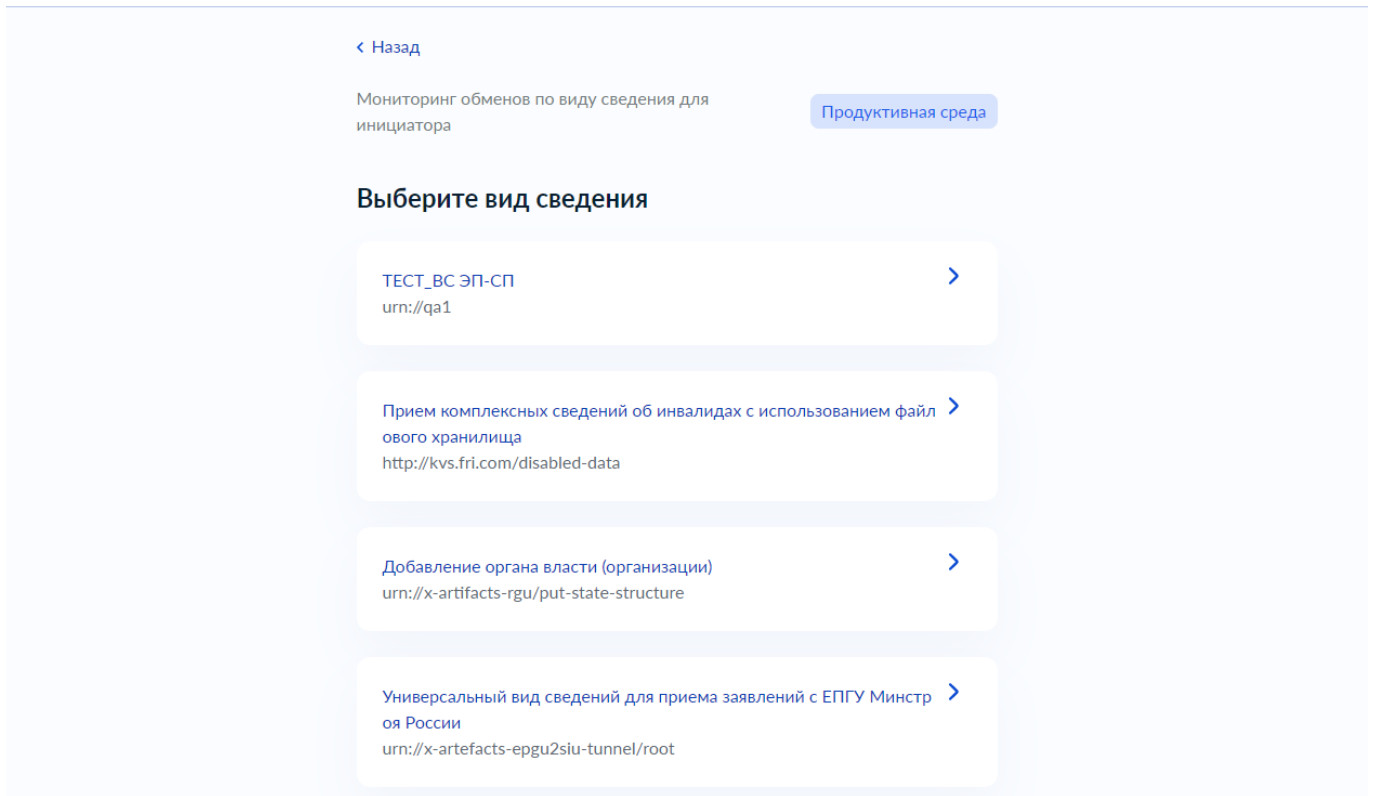 Назад
Мониторинг обменов по виду сведения для
инициатора
Продуктивная среда
Выберите вид сведения
ТЕСТ_ВС ЭП-СП
urn://qa1
Прием комплексных сведений об инвалидах с использованием файл
ового хранилища
http://kvs.fri.com/disabled-data
Добавление органа власти (организации)
urn://x-artifacts-rgu/put-state-structure
Универсальный вид сведений для приема заявлений с ЕПГУ Минстр
оя России
urn://x-artefacts-epgu2siu-tunnel/root